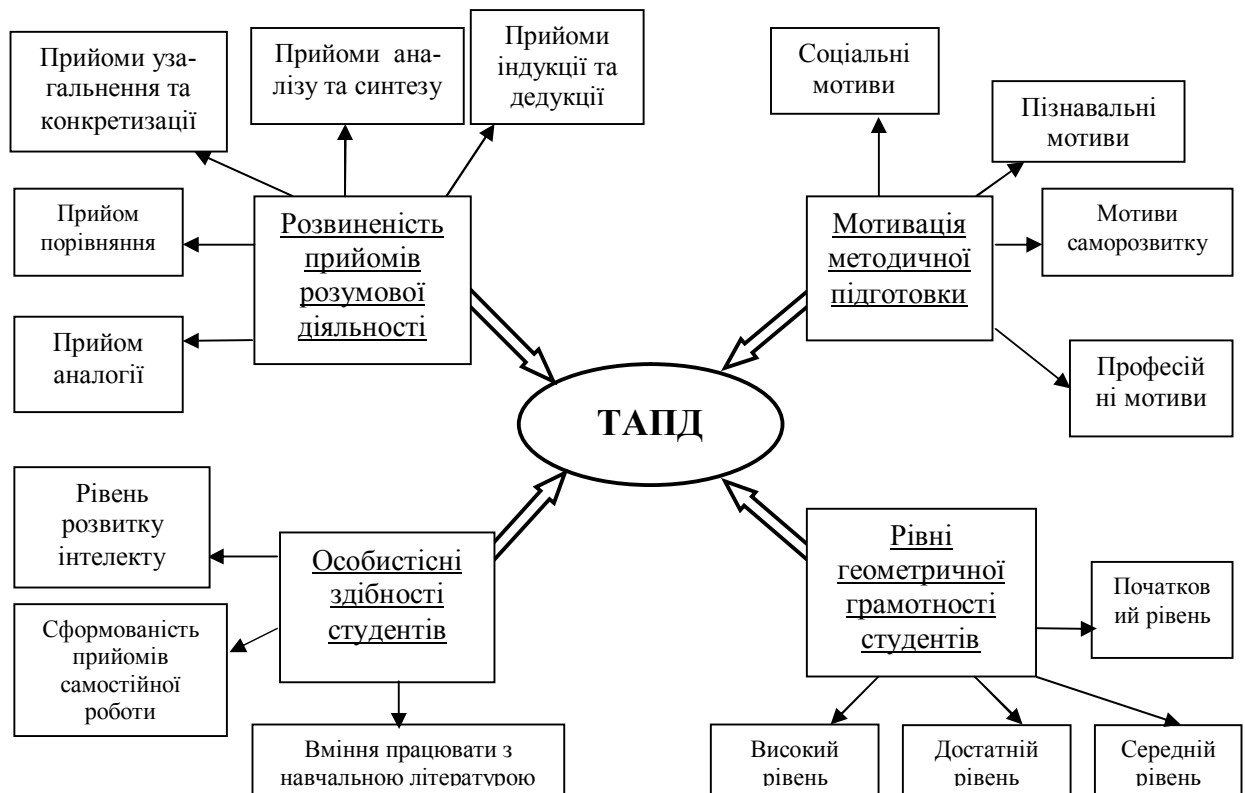 Прийоми уза-
гальнення та
конкретизації
Прийоми ана-
лізу та синтезу
Прийоми
індукції та
дедукції
Соціальні
мотиви
Пізнавальні
мотиви
Прийом
порівняння
Розвиненість
прийомів
розумової
діяльності
Мотивація
методичної
підготовки
Мотиви
саморозвитку
Прийом
аналогії
Професій
ні мотиви
ТАПД
Рівень
розвитку
інтелекту
Особистісні
здібності
студентів
Рівні
геометричної
грамотності
студентів
Початков
ий рівень
Сформованість
прийомів
самостійної
роботи
Вміння працювати з
навчальною літературою
Високий
рівень
Достатній
рівень
Середній
рівень